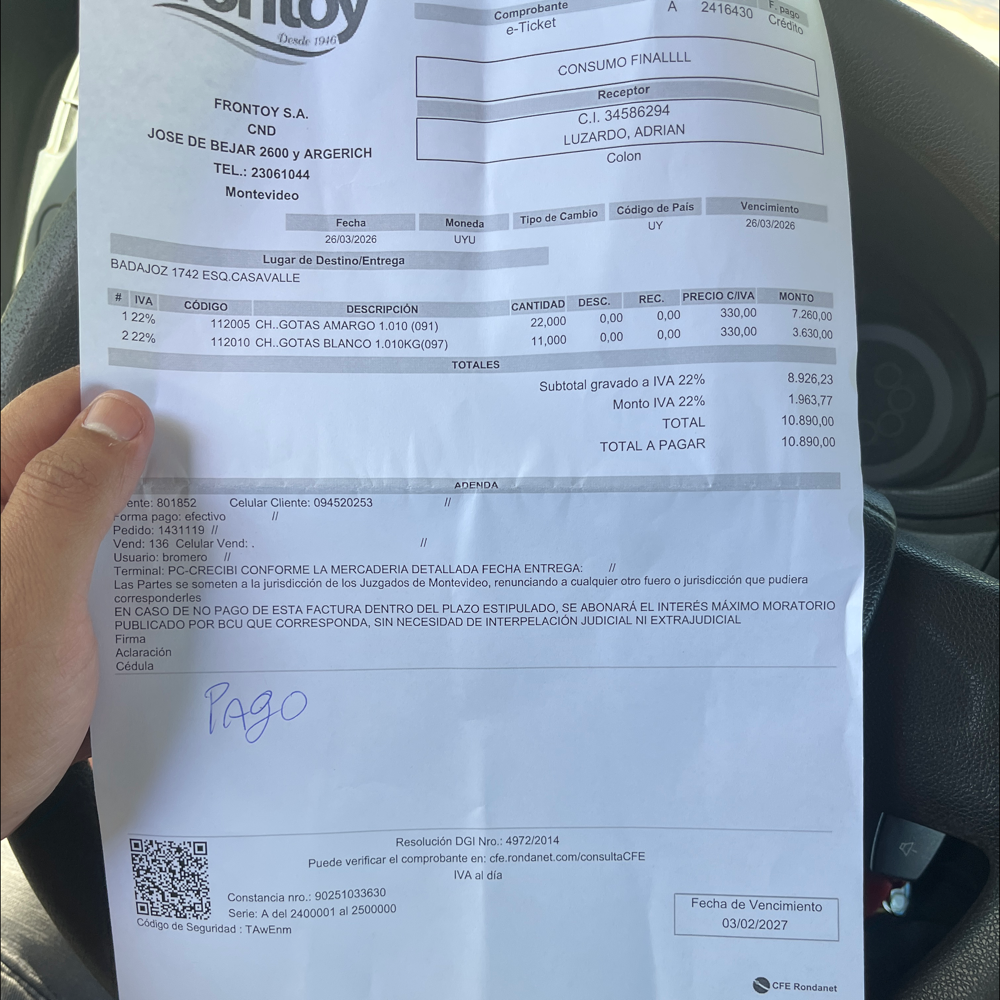 Frontoy
Desde 1946
Comprobante
e-Ticket
A 2416430
F. pago
Crédito
CONSUMO FINALLLL
Receptor
C.I. 34586294
LUZARDO, ADRIAN
Colon
FRONTOY S.A.
CND
JOSE DE BEJAR 2600 y ARGERICH
TEL.: 23061044
Montevideo
Fecha Moneda Tipo de Cambio Código de País Vencimiento
26/03/2026 UYU UY 26/03/2026
Lugar de Destino/Entrega
BADAJOZ 1742 ESQ.CASAVALLE
# IVA CÓDIGO DESCRIPCIÓN CANTIDAD DESC. REC. PRECIO C/IVA MONTO
1 22% 112005 CH..GOTAS AMARGO 1.010 (091) 22,000 0,00 0,00 330,00 7.260,00
2 22% 112010 CH..GOTAS BLANCO 1.010KG(097) 11,000 0,00 0,00 330,00 3.630,00
TOTALES
Subtotal gravado a IVA 22% 8.926,23
Monto IVA 22% 1.963,77
TOTAL 10.890,00
TOTAL A PAGAR 10.890,00
ADENDA
ente: 801852 Celular Cliente: 094520253 //
Forma pago: efectivo //
Pedido: 1431119 //
Vend: 136 Celular Vend: . //
Usuario: bromero //
Terminal: PC-CRECIBI CONFORME LA MERCADERIA DETALLADA FECHA ENTREGA: //
Las Partes se someten a la jurisdicción de los Juzgados de Montevideo, renunciando a cualquier otro fuero o jurisdicción que pudiera
corresponderles
EN CASO DE NO PAGO DE ESTA FACTURA DENTRO DEL PLAZO ESTIPULADO, SE ABONARÁ EL INTERÉS MÁXIMO MORATORIO
PUBLICADO POR BCU QUE CORRESPONDA, SIN NECESIDAD DE INTERPELACIÓN JUDICIAL NI EXTRAJUDICIAL
Firma
Aclaración
Cédula
PAGO
Resolución DGI Nro.: 4972/2014
Puede verificar el comprobante en: cfe.rondanet.com/consultaCFE
IVA al día
Constancia nro.: 90251033630
Serie: A del 2400001 al 2500000
Código de Seguridad : TAwEnm
Fecha de Vencimiento
03/02/2027
CFE Rondanet